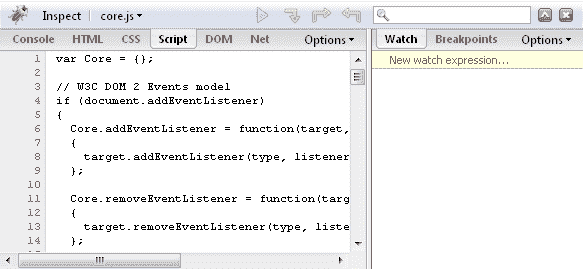 Inspect core.js
Console HTML CSS Script DOM Net Options
Watch Breakpoints Options
New watch expression...
1 var Core = {};
2
3 // W3C DOM 2 Events model
4 if (document.addEventListener)
5 {
6 Core.addEventListener = function(target,
7 {
8 target.addEventListener(type, listener
9 };
10
11 Core.removeEventListener = function(targ
12 {
13 target.removeEventListener(type, liste
14 };